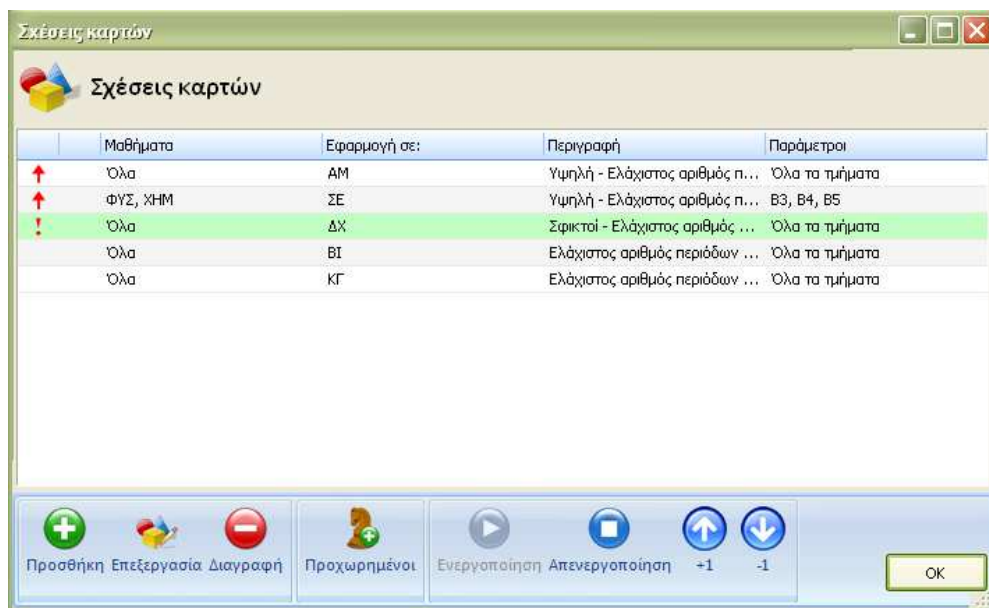 Σχέσεις καρτών
Σχέσεις καρτών
Μαθήματα Εφαρμογή σε: Περιγραφή Παράμετροι
Όλα ΑΜ Υψηλή - Ελάχιστος αριθμός π... Όλα τα τμήματα
ΦΥΣ, ΧΗΜ ΣΕ Υψηλή - Ελάχιστος αριθμός π... Β3, Β4, Β5
Όλα ΔΧ Σφικτοί - Ελάχιστος αριθμός ... Όλα τα τμήματα
Όλα ΒΙ Ελάχιστος αριθμός περιόδων ... Όλα τα τμήματα
Όλα ΚΓ Ελάχιστος αριθμός περιόδων ... Όλα τα τμήματα
Προσθήκη Επεξεργασία Διαγραφή Προχωρημένοι Ενεργοποίηση Απενεργοποίηση +1 -1
OK